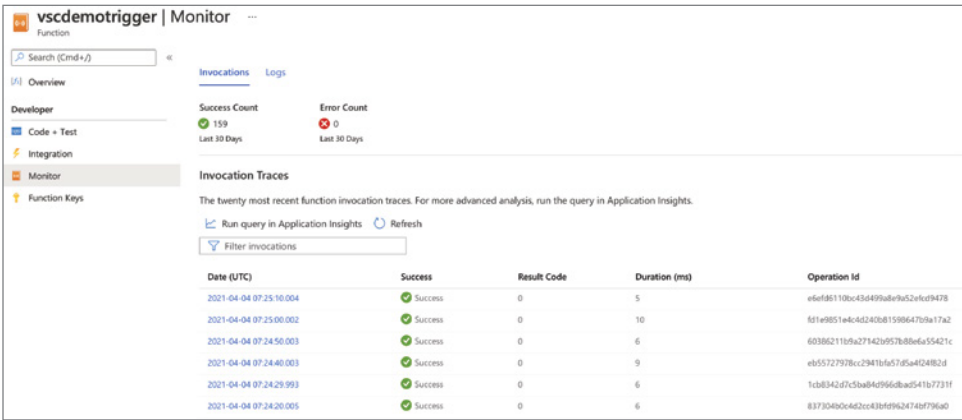 vscdemotrigger | Monitor ...
Function
Search (Cmd+/)
«
Overview
Developer
Code + Test
Integration
Monitor
Function Keys
Invocations Logs
Success Count Error Count
159 0
Last 30 Days Last 30 Days
Invocation Traces
The twenty most recent function invocation traces. For more advanced analysis, run the query in Application Insights.
Run query in Application Insights Refresh
Filter invocations
Date (UTC) Success Result Code Duration (ms) Operation Id
2021-04-04 07:25:10.004 Success 0 5 e6efd6110bc43d499a8e9a52efcd9478
2021-04-04 07:25:00.002 Success 0 10 fd1e9851e4c4d240b81598647b9a17a2
2021-04-04 07:24:50.003 Success 0 6 60386211b9a27142b957b88e6a55421c
2021-04-04 07:24:40.003 Success 0 9 eb55727978cc2941bfa57d5a4f24f82d
2021-04-04 07:24:29.993 Success 0 6 1cb8342d7c5ba84d966dbad541b7731f
2021-04-04 07:24:20.005 Success 0 6 837304b0c4d2cc43bfd962474bf796a0